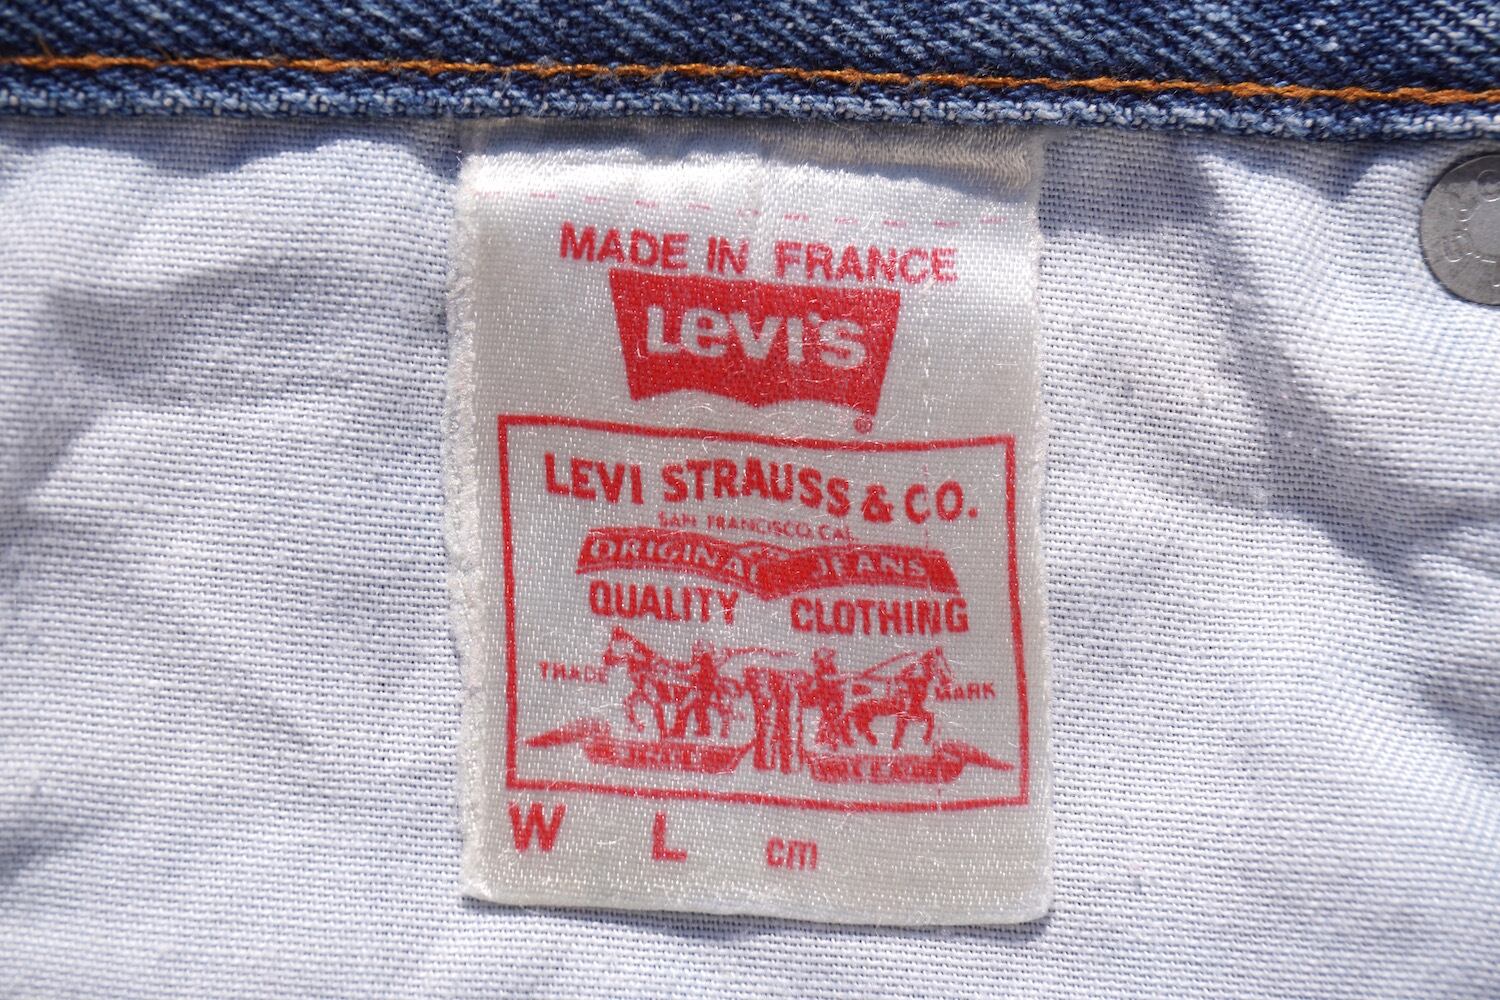 MADE IN FRANCE
Levi's
®
LEVI STRAUSS & CO.
SAN FRANCISCO, CAL.
ORIGINAL JEANS
QUALITY CLOTHING
TRADE MARK
W L cm